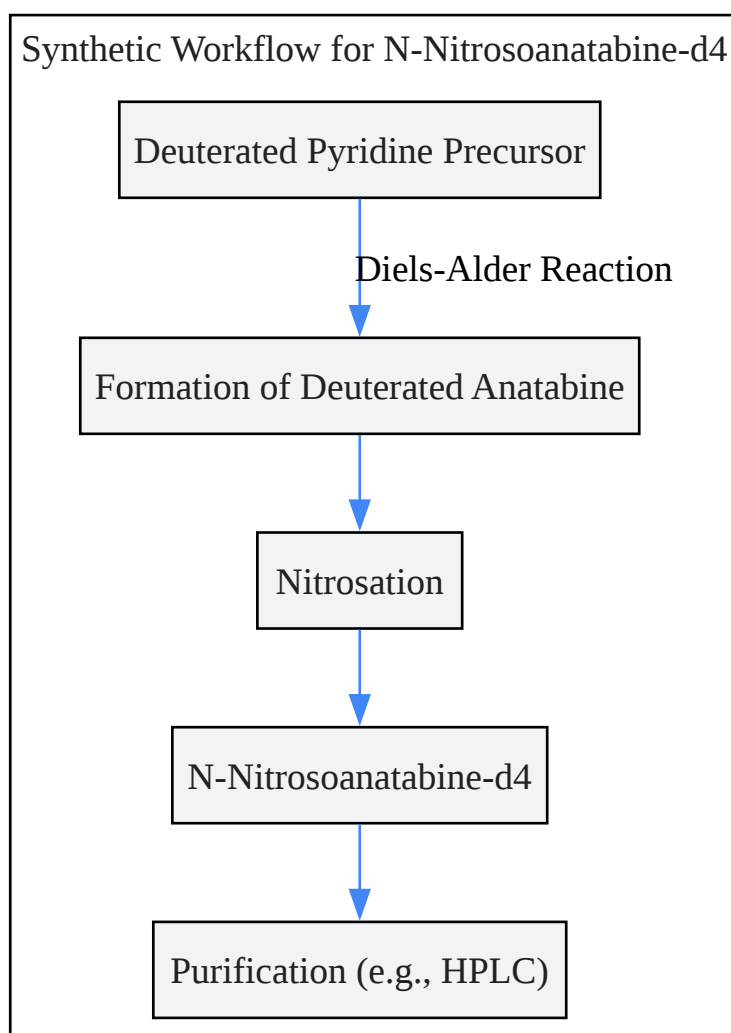 Synthetic Workflow for N-Nitrosoanatabine-d4
Deuterated Pyridine Precursor
Diels-Alder Reaction
Formation of Deuterated Anatabine
Nitrosation
N-Nitrosoanatabine-d4
Purification (e.g., HPLC)